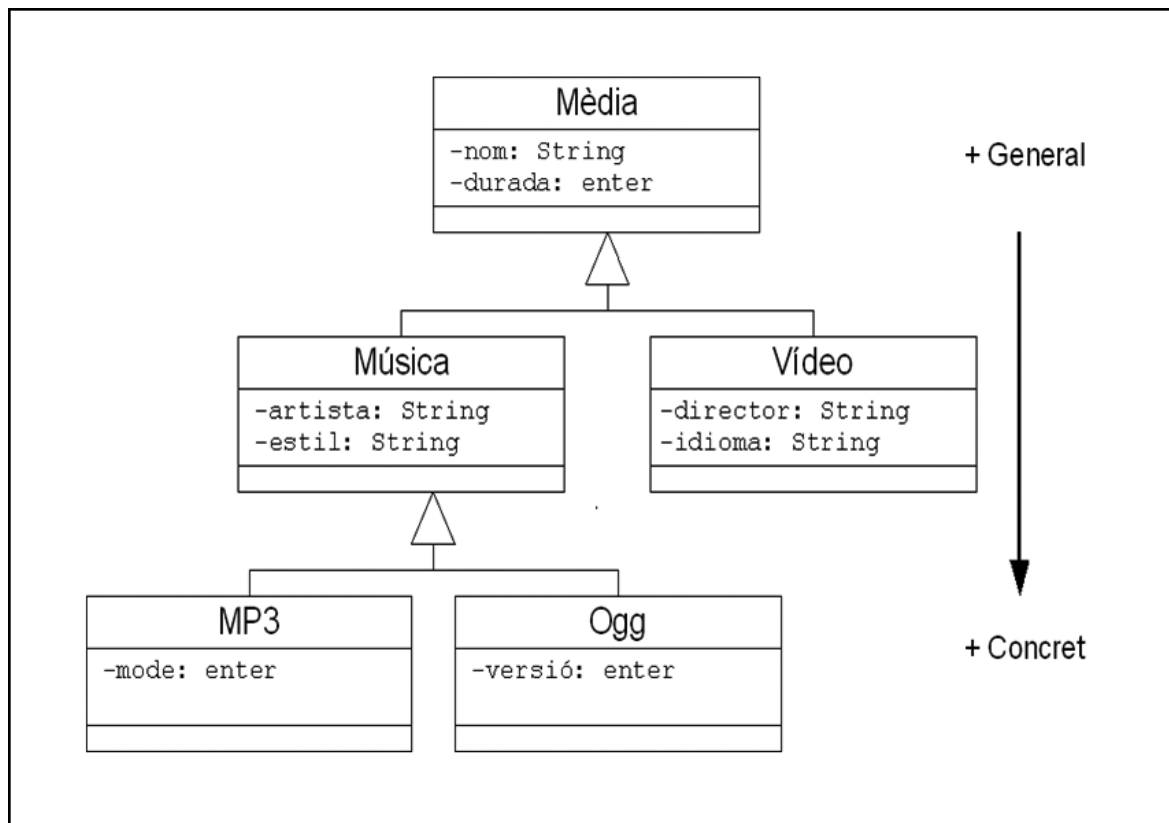 Mèdia
-nom: String
-durada: enter
+ General
Música
-artista: String
-estil: String
Vídeo
-director: String
-idioma: String
MP3
-mode: enter
Ogg
-versió: enter
+ Concret